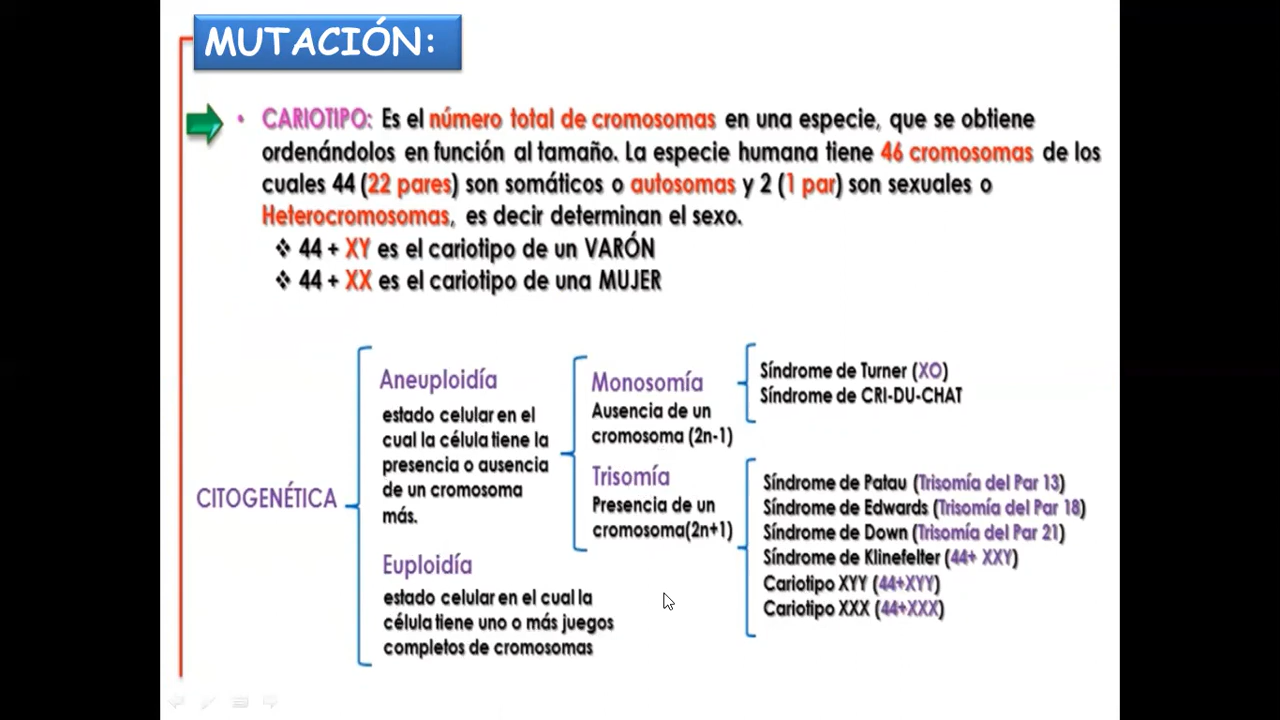 MUTACIÓN:
• CARIOTIPO: Es el número total de cromosomas en una especie, que se obtiene
ordenándolos en función al tamaño. La especie humana tiene 46 cromosomas de los
cuales 44 (22 pares) son somáticos o autosomas y 2 (1 par) son sexuales o
Heterocromosomas, es decir determinan el sexo.
❖ 44 + XY es el cariotipo de un VARÓN
❖ 44 + XX es el cariotipo de una MUJER
CITOGENÉTICA
Aneuploidía
estado celular en el
cual la célula tiene la
presencia o ausencia
de un cromosoma
más.
Monosomía
Ausencia de un
cromosoma (2n-1)
Síndrome de Turner (XO)
Síndrome de CRI-DU-CHAT
Trisomía
Presencia de un
cromosoma(2n+1)
Síndrome de Patau (Trisomía del Par 13)
Síndrome de Edwards (Trisomía del Par 18)
Síndrome de Down (Trisomía del Par 21)
Síndrome de Klinefelter (44+ XXY)
Cariotipo XYY (44+XYY)
Cariotipo XXX (44+XXX)
Euploidía
estado celular en el cual la
célula tiene uno o más juegos
completos de cromosomas